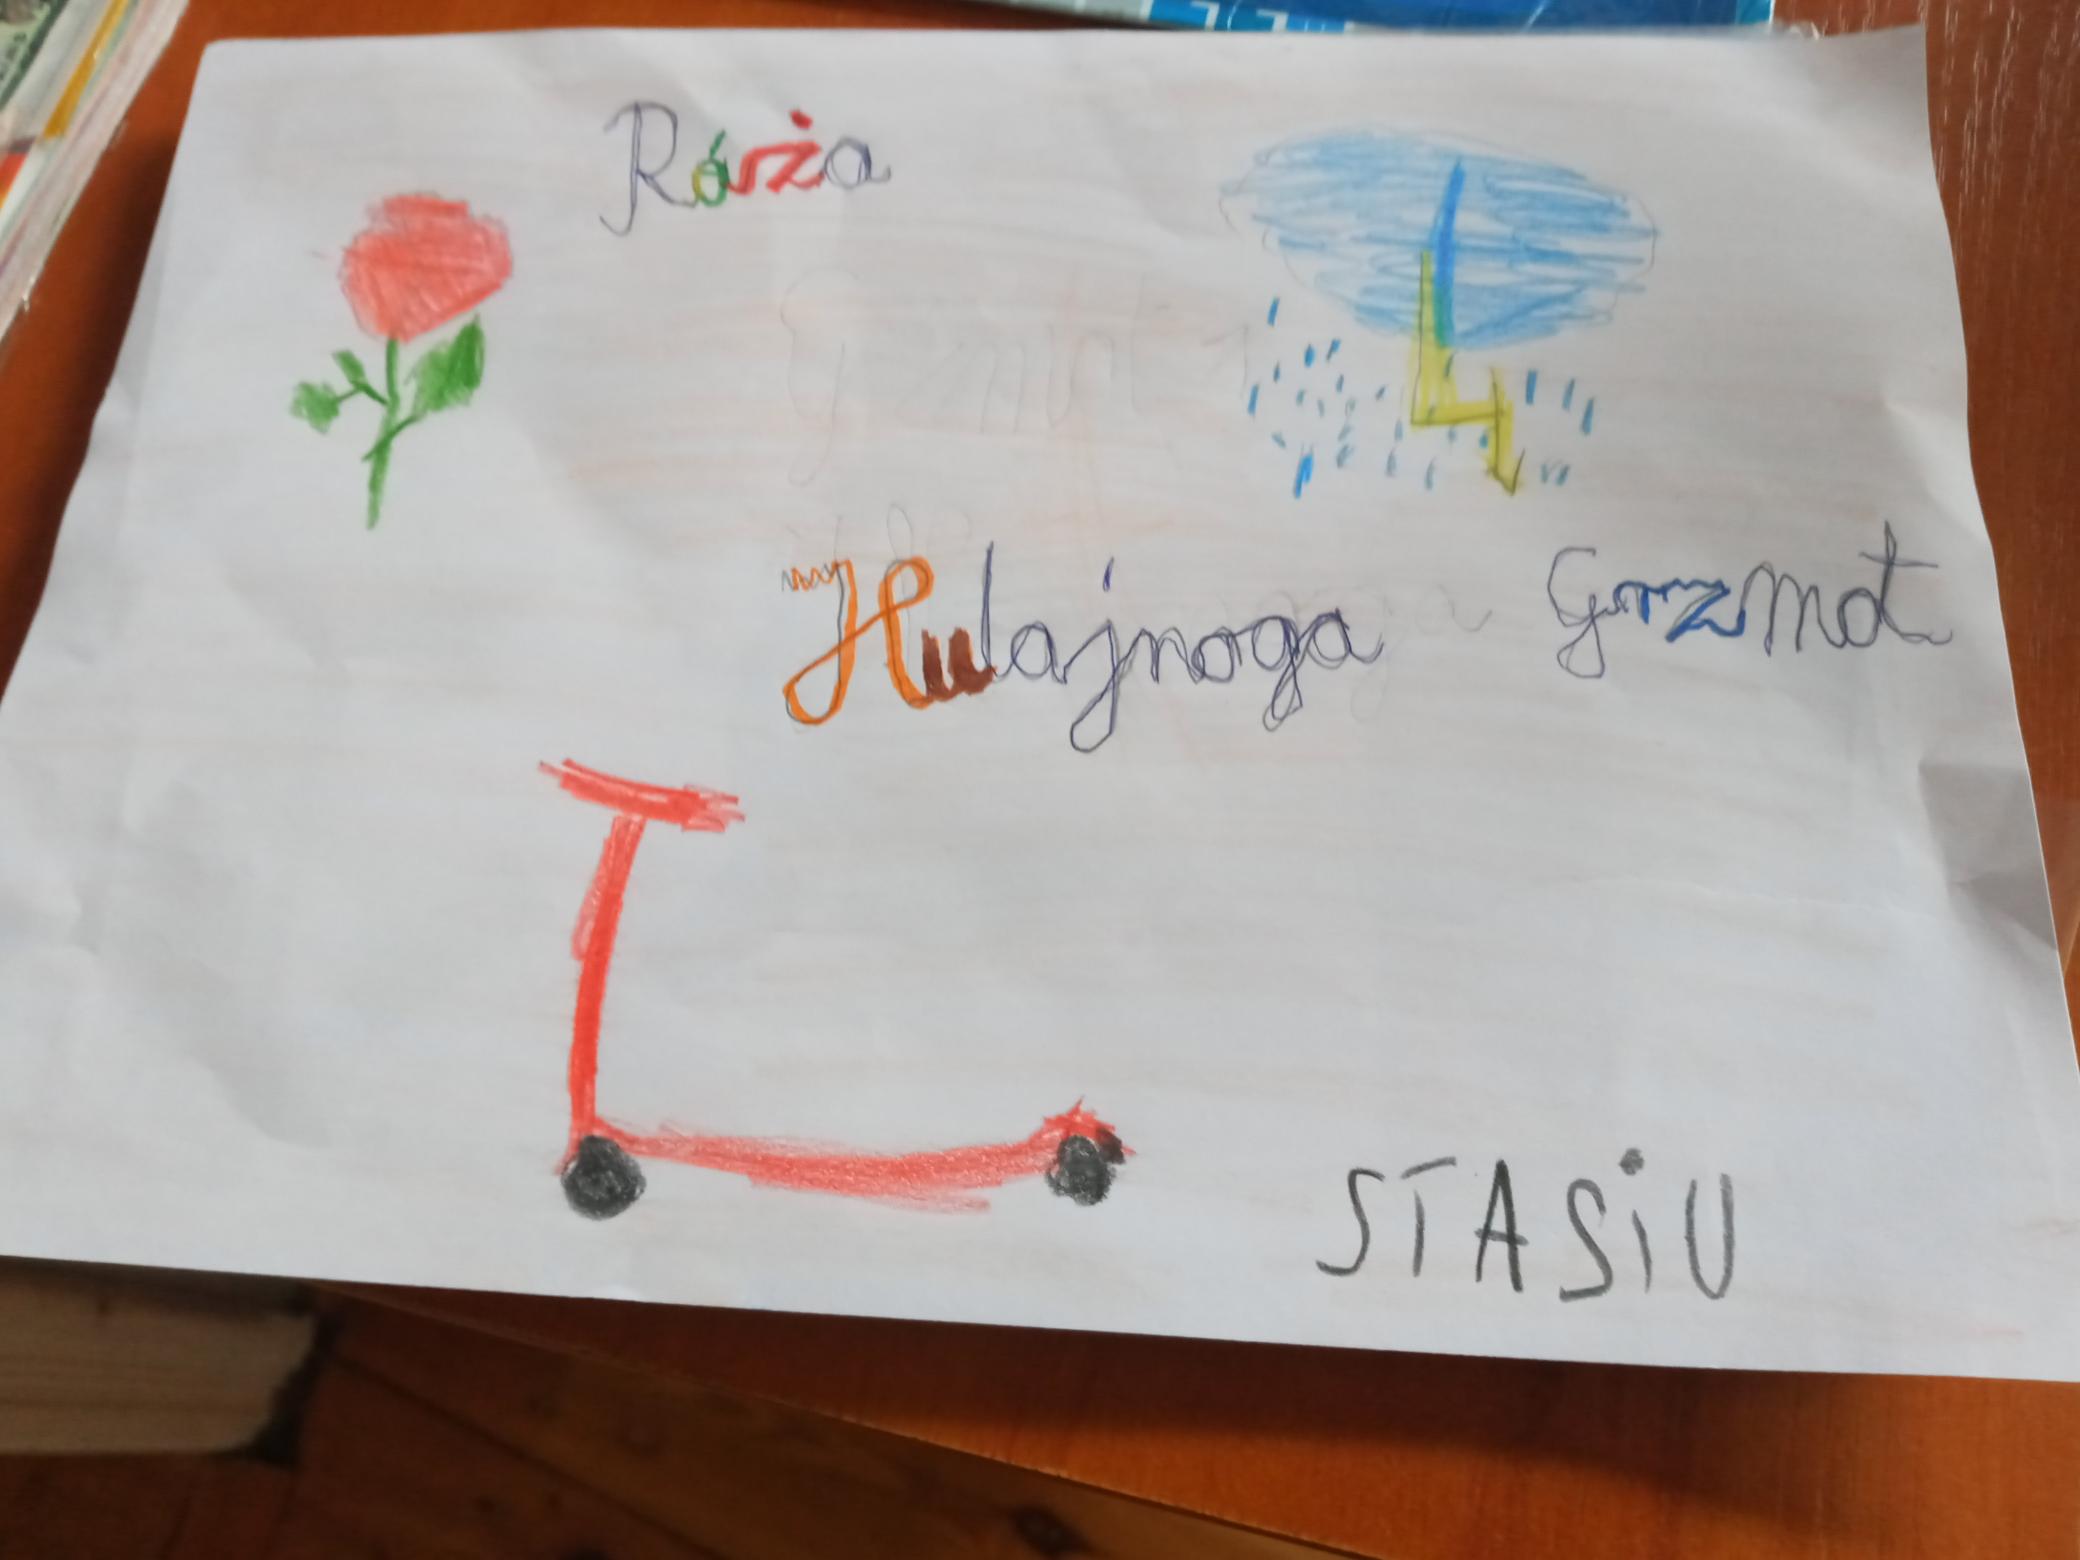 Róża
Hulajnoga
Grzmot
STASiU